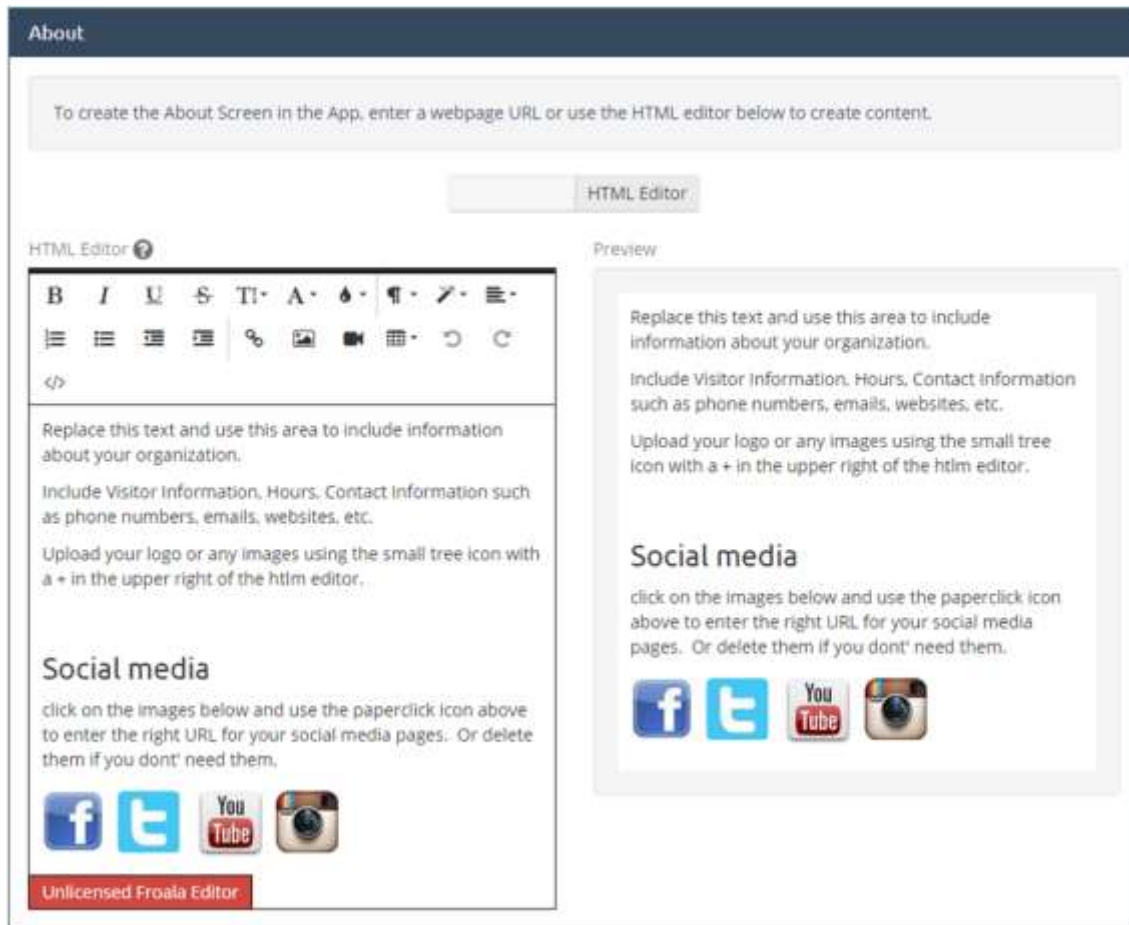 About
To create the About Screen in the App, enter a webpage URL or use the HTML editor below to create content.
HTML Editor
HTML Editor
B I U S T A
Replace this text and use this area to include information
about your organization.
Include Visitor Information, Hours, Contact Information such
as phone numbers, emails, websites, etc.
Upload your logo or any images using the small tree icon with
a + in the upper right of the htlm editor.
Social media
click on the images below and use the paperclick icon above
to enter the right URL for your social media pages.  Or delete
them if you dont' need them.
f t You
Tube
Unlicensed Froala Editor
Preview
Replace this text and use this area to include
information about your organization.
Include Visitor Information, Hours, Contact Information
such as phone numbers, emails, websites, etc.
Upload your logo or any images using the small tree
icon with a + in the upper right of the htlm editor.
Social media
click on the images below and use the paperclick icon
above to enter the right URL for your social media
pages.  Or delete them if you dont' need them.
f t You
Tube